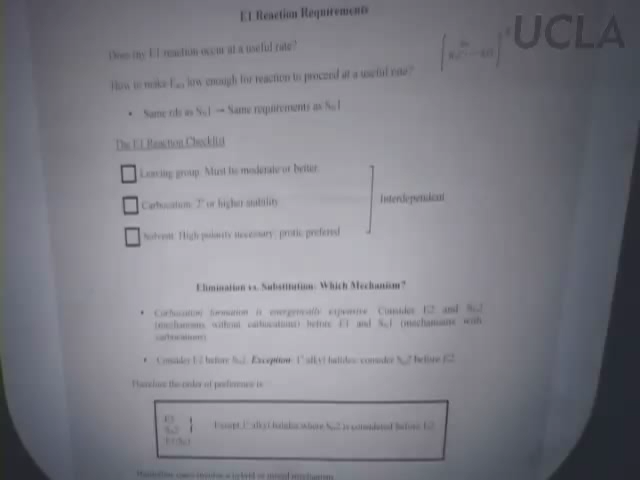 UCLA
E1 Reaction Requirements
Does my E1 reaction occur at a useful rate?
How to make Eact low enough for reaction to proceed at a useful rate?
• Same rds as SN1 → Same requirements as SN1
The E1 Reaction Checklist
Leaving group: Must be moderate or better
Carbocation: 2° or higher stability
Interdependent
Solvent: High polarity necessary; protic preferred
Elimination vs. Substitution: Which Mechanism?
• Carbocation formation is energetically expensive. Consider E2 and SN2
(mechanisms without carbocations) before E1 and SN1 (mechanisms with
carbocations)
• Consider E2 before SN2. Exception: 1° alkyl halides: consider SN2 before E2.
Therefore the order of preference is
E2
SN2
E1/SN1
Except 1° alkyl halides where SN2 is considered before E2